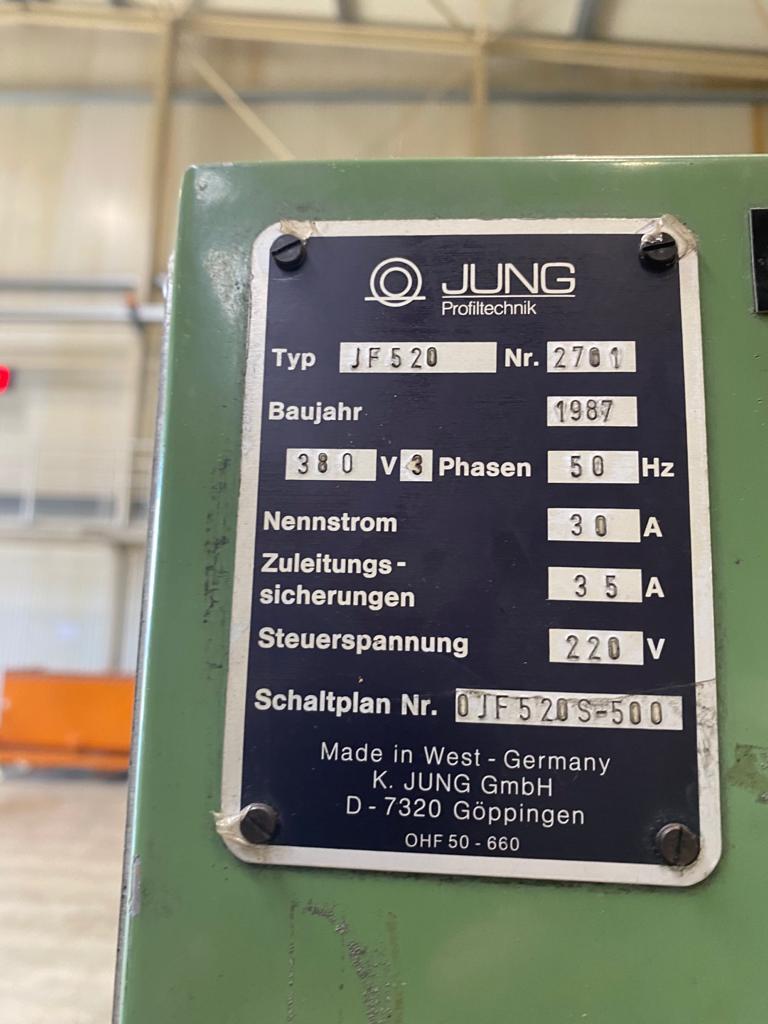 JUNG
Profiltechnik
Typ JF520 Nr. 2701
Baujahr 1987
380 V 3 Phasen 50 Hz
Nennstrom 30 A
Zuleitungs-
sicherungen 35 A
Steuerspannung 220 V
Schaltplan Nr. 0JF520S-500
Made in West - Germany
K. JUNG GmbH
D - 7320 Göppingen
OHF 50 - 660